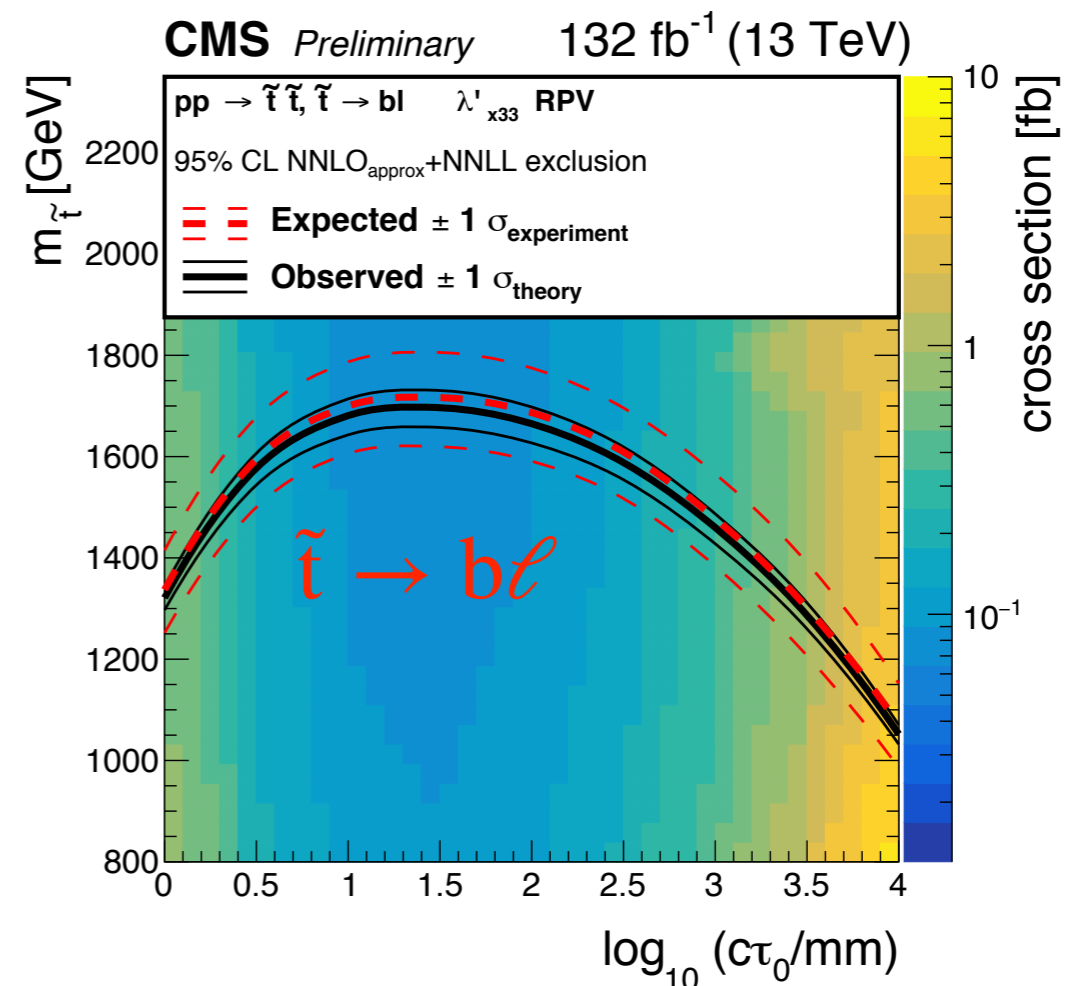 CMS Preliminary 132 fb⁻¹ (13 TeV)
pp → t̃ t̃, t̃ → bl λ'ₓ₃₃ RPV
95% CL NNLOapprox+NNLL exclusion
Expected ± 1 σexperiment
Observed ± 1 σtheory
m t̃ [GeV]
2200
2000
1800
1600
1400
1200
1000
800
t̃ → bℓ
0 0.5 1 1.5 2 2.5 3 3.5 4
log₁₀ (cτ₀/mm)
10
1
10⁻¹
cross section [fb]